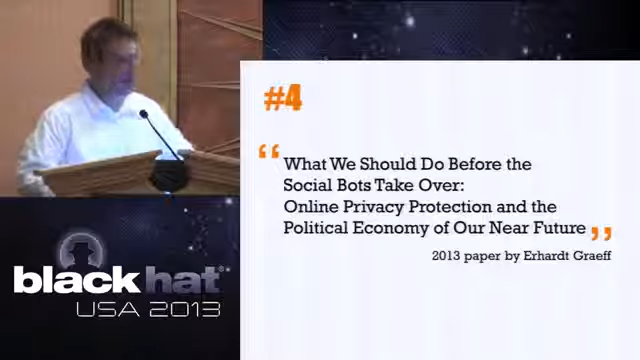 #4
“What We Should Do Before the
Social Bots Take Over:
Online Privacy Protection and the
Political Economy of Our Near Future”
2013 paper by Erhardt Graeff
black hat®
USA 2013